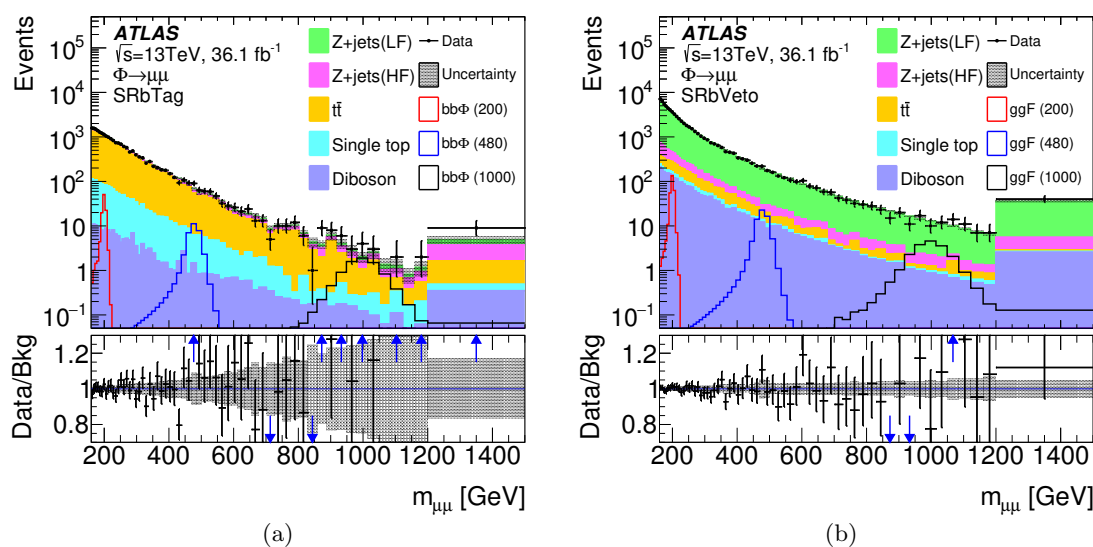 ATLAS
√s=13TeV, 36.1 fb⁻¹
Φ→μμ
SRbTag
Z+jets(LF)
Z+jets(HF)
tt̄
Single top
Diboson
Data
Uncertainty
bbΦ (200)
bbΦ (480)
bbΦ (1000)
Events
10⁵
10⁴
10³
10²
10
1
10⁻¹
Data/Bkg
1.2
1
0.8
200 400 600 800 1000 1200 1400
m_μμ [GeV]
(a)
ATLAS
√s=13TeV, 36.1 fb⁻¹
Φ→μμ
SRbVeto
Z+jets(LF)
Z+jets(HF)
tt̄
Single top
Diboson
Data
Uncertainty
ggF (200)
ggF (480)
ggF (1000)
Events
10⁵
10⁴
10³
10²
10
1
10⁻¹
Data/Bkg
1.2
1
0.8
200 400 600 800 1000 1200 1400
m_μμ [GeV]
(b)